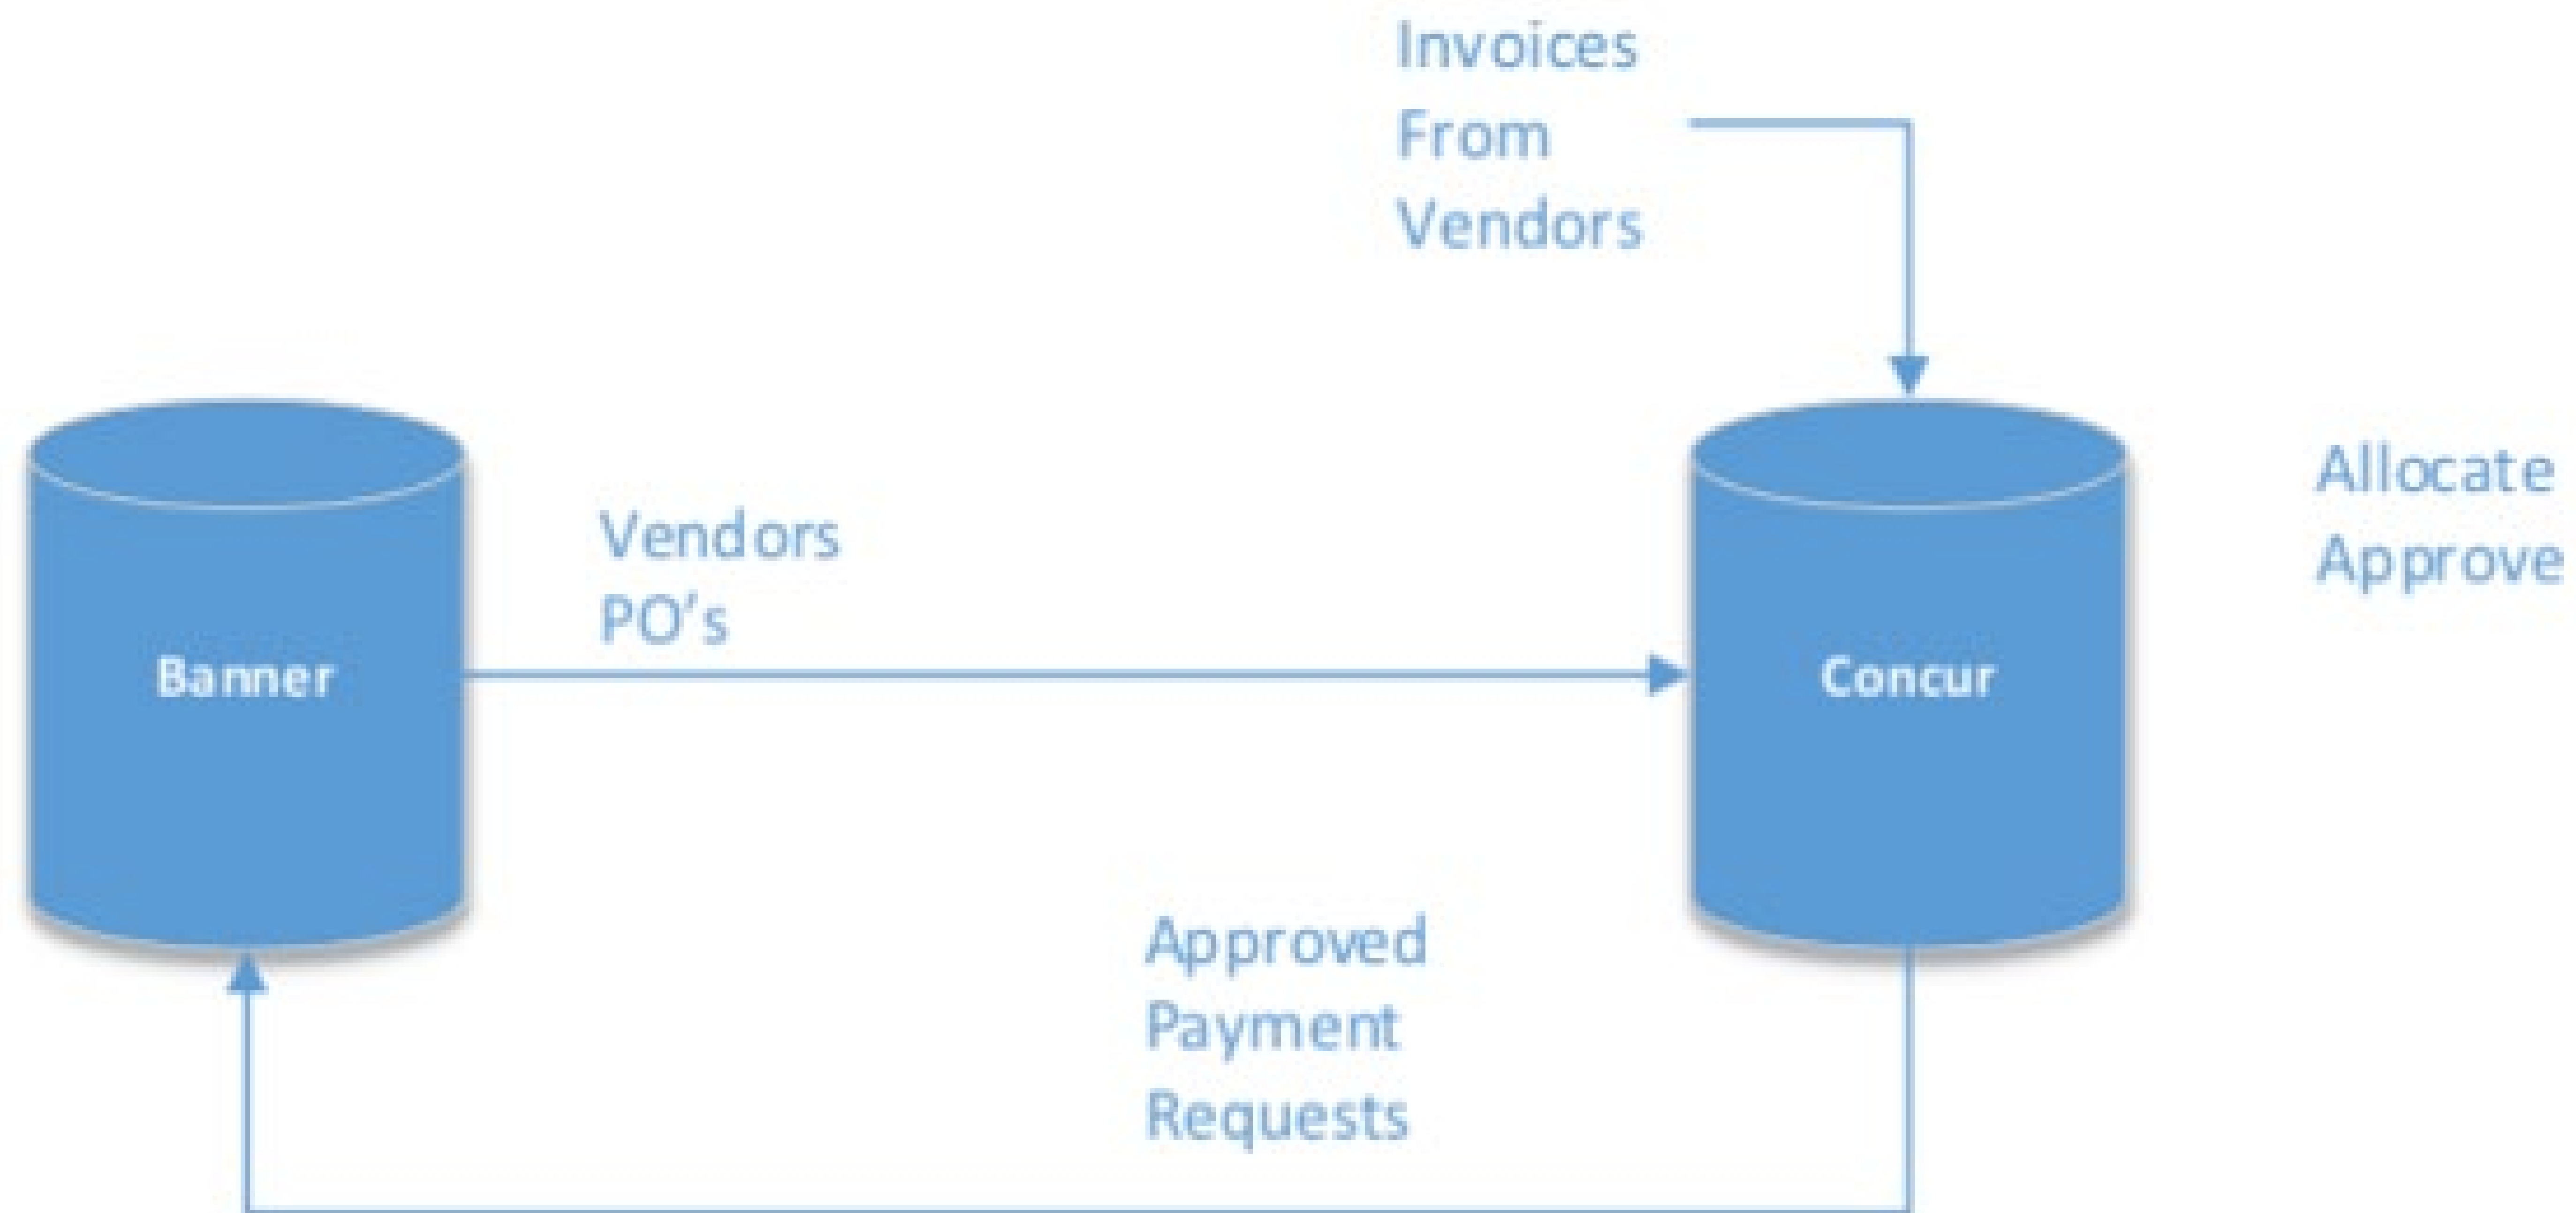 Invoices
From
Vendors
Allocate
Approve
Vendors
PO’s
Banner
Concur
Approved
Payment
Requests